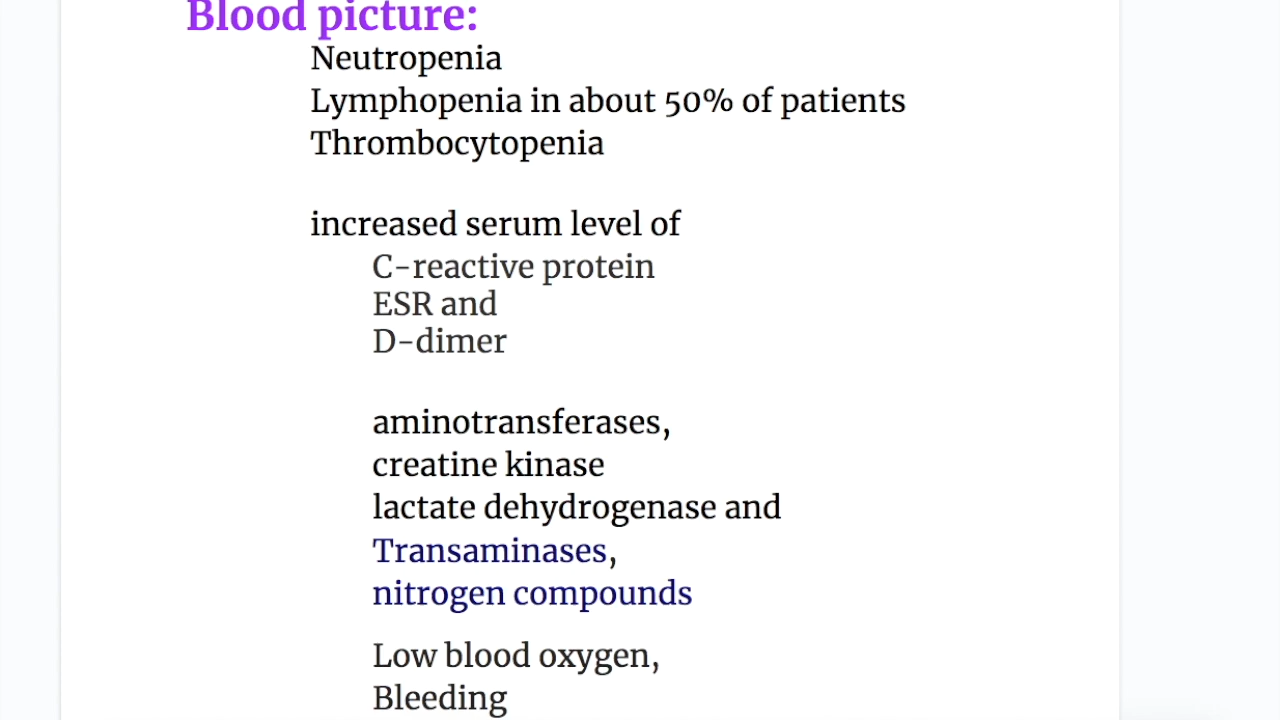 Blood picture:
Neutropenia
Lymphopenia in about 50% of patients
Thrombocytopenia
increased serum level of
C-reactive protein
ESR and
D-dimer
aminotransferases,
creatine kinase
lactate dehydrogenase and
Transaminases,
nitrogen compounds
Low blood oxygen,
Bleeding